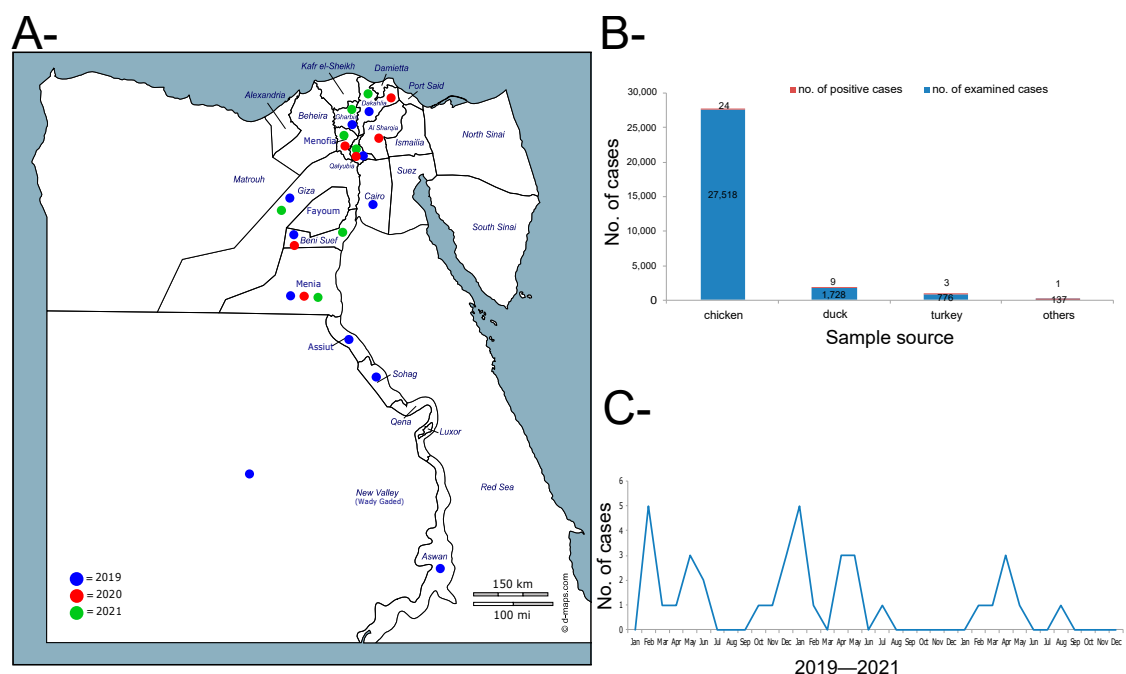 A-
Kafr el-Sheikh
Damietta
Port Said
Alexandria
Dakahlia
Beheira
Gharbia
Al Sharqia
North Sinai
Menofia
Ismailia
Qalyubia
Suez
Matrouh
Giza
Cairo
Fayoum
South Sinai
Beni Suef
Menia
Assiut
Sohag
Qena
Luxor
New Valley
(Wady Gaded)
Red Sea
Aswan
= 2019
= 2020
= 2021
150 km
100 mi
© d-maps.com
B-
no. of positive cases
no. of examined cases
No. of cases
30,000
25,000
20,000
15,000
10,000
5,000
0
24
27,518
9
1,728
3
776
1
137
chicken
duck
turkey
others
Sample source
C-
No. of cases
6
5
4
3
2
1
0
Jan Feb Mar Apr May Jun Jul Aug Sep Oct Nov Dec Jan Feb Mar Apr May Jun Jul Aug Sep Oct Nov Dec Jan Feb Mar Apr May Jun Jul Aug Sep Oct Nov Dec
2019—2021